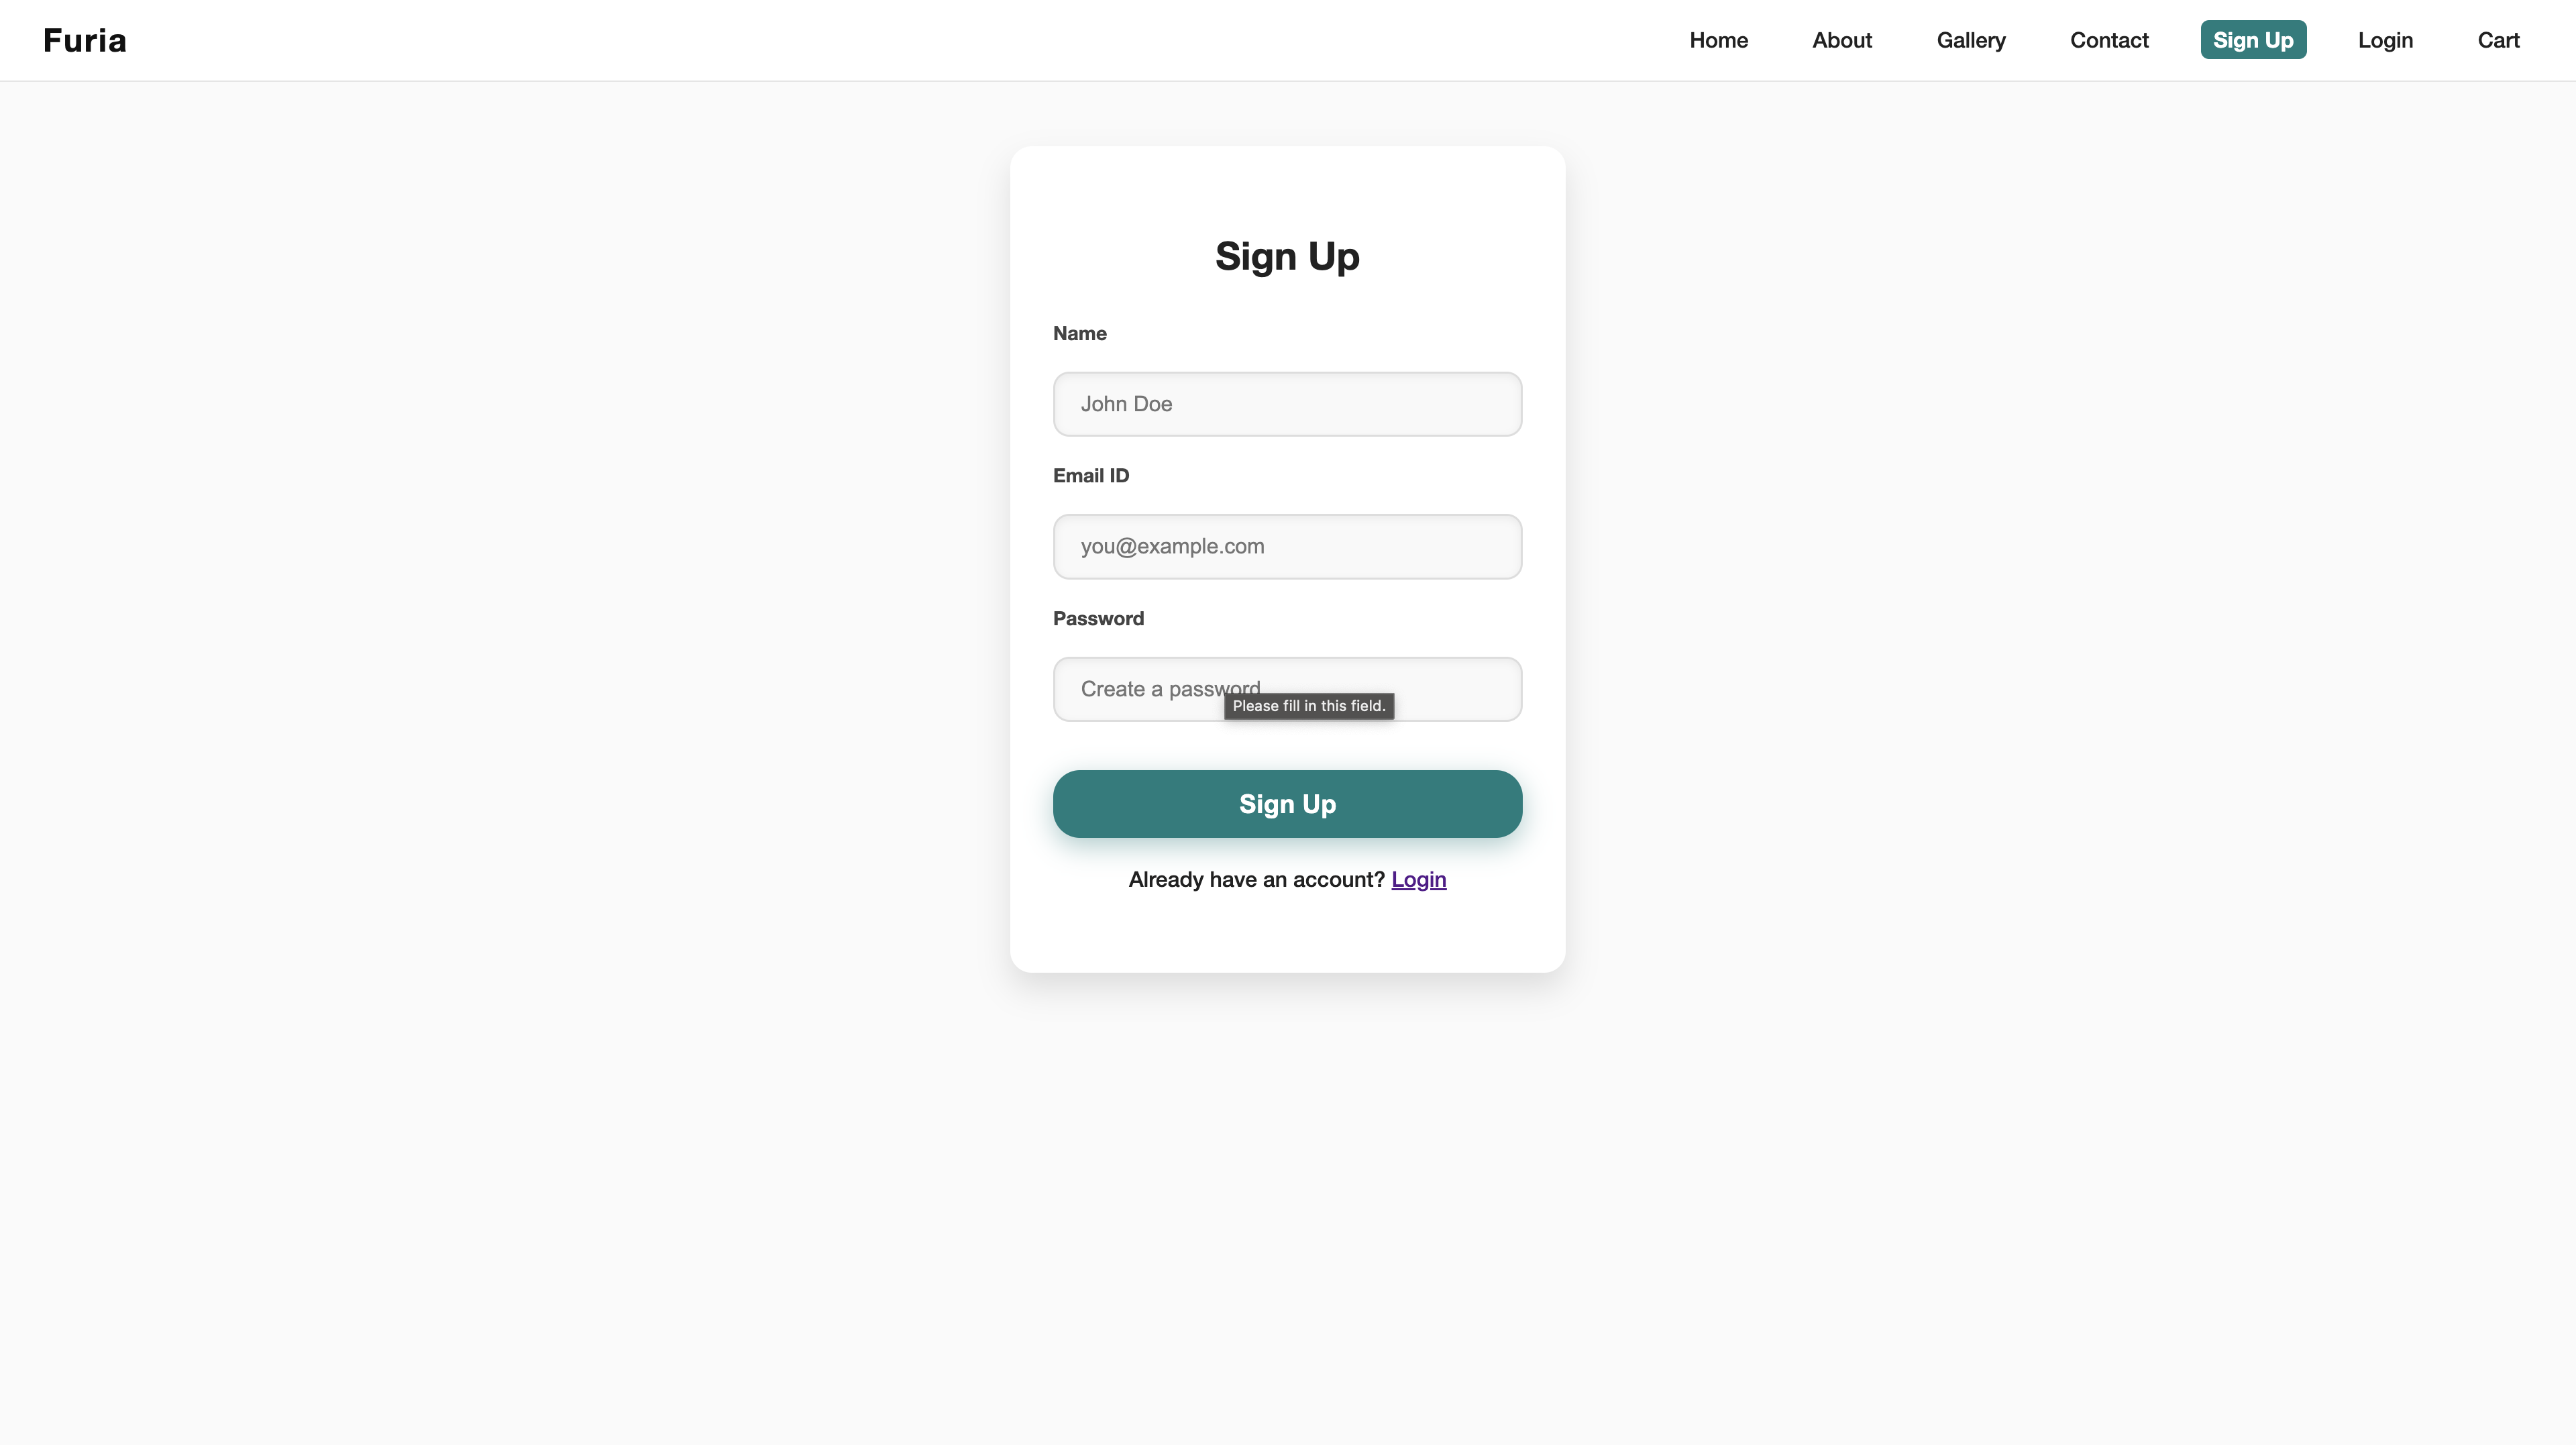 Furia
Home About Gallery Contact Sign Up Login Cart
Sign Up
Name
John Doe
Email ID
you@example.com
Password
Create a password
Please fill in this field.
Sign Up
Already have an account? Login